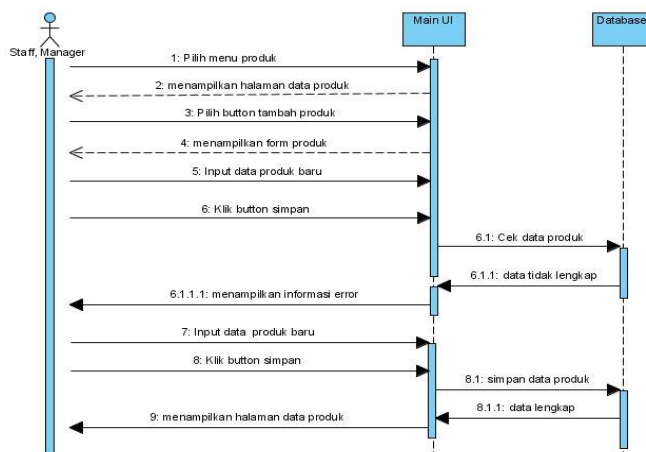 Staff, Manager
Main UI
Database
1: Pilih menu produk
2: menampilkan halaman data produk
3: Pilih button tambah produk
4: menampilkan form produk
5: Input data produk baru
6: Klik button simpan
6.1: Cek data produk
6.1.1: data tidak lengkap
6.1.1.1: menampilkan informasi error
7: Input data produk baru
8: Klik button simpan
8.1: simpan data produk
8.1.1: data lengkap
9: menampilkan halaman data produk